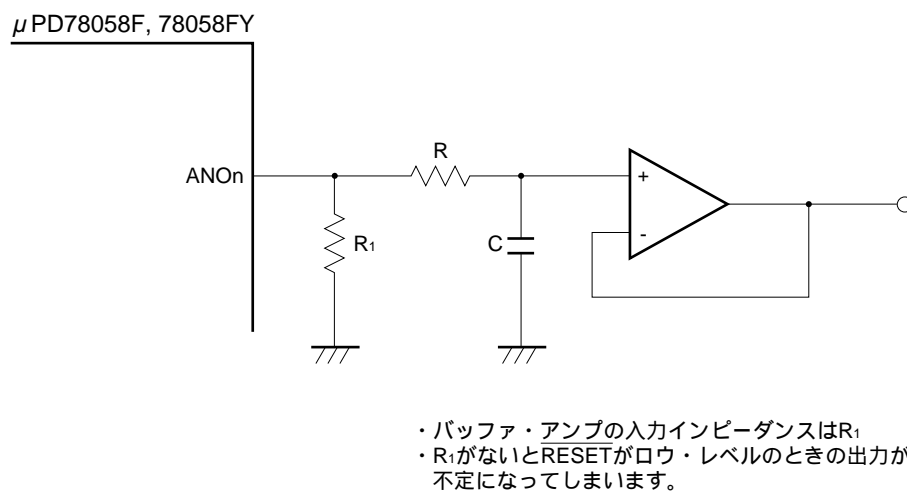 μPD78058F, 78058FY
ANOn
R
R1
C
+
-
・バッファ・アンプの入力インピーダンスはR1
・R1がないとRESETがロウ・レベルのときの出力が
不定になってしまいます。